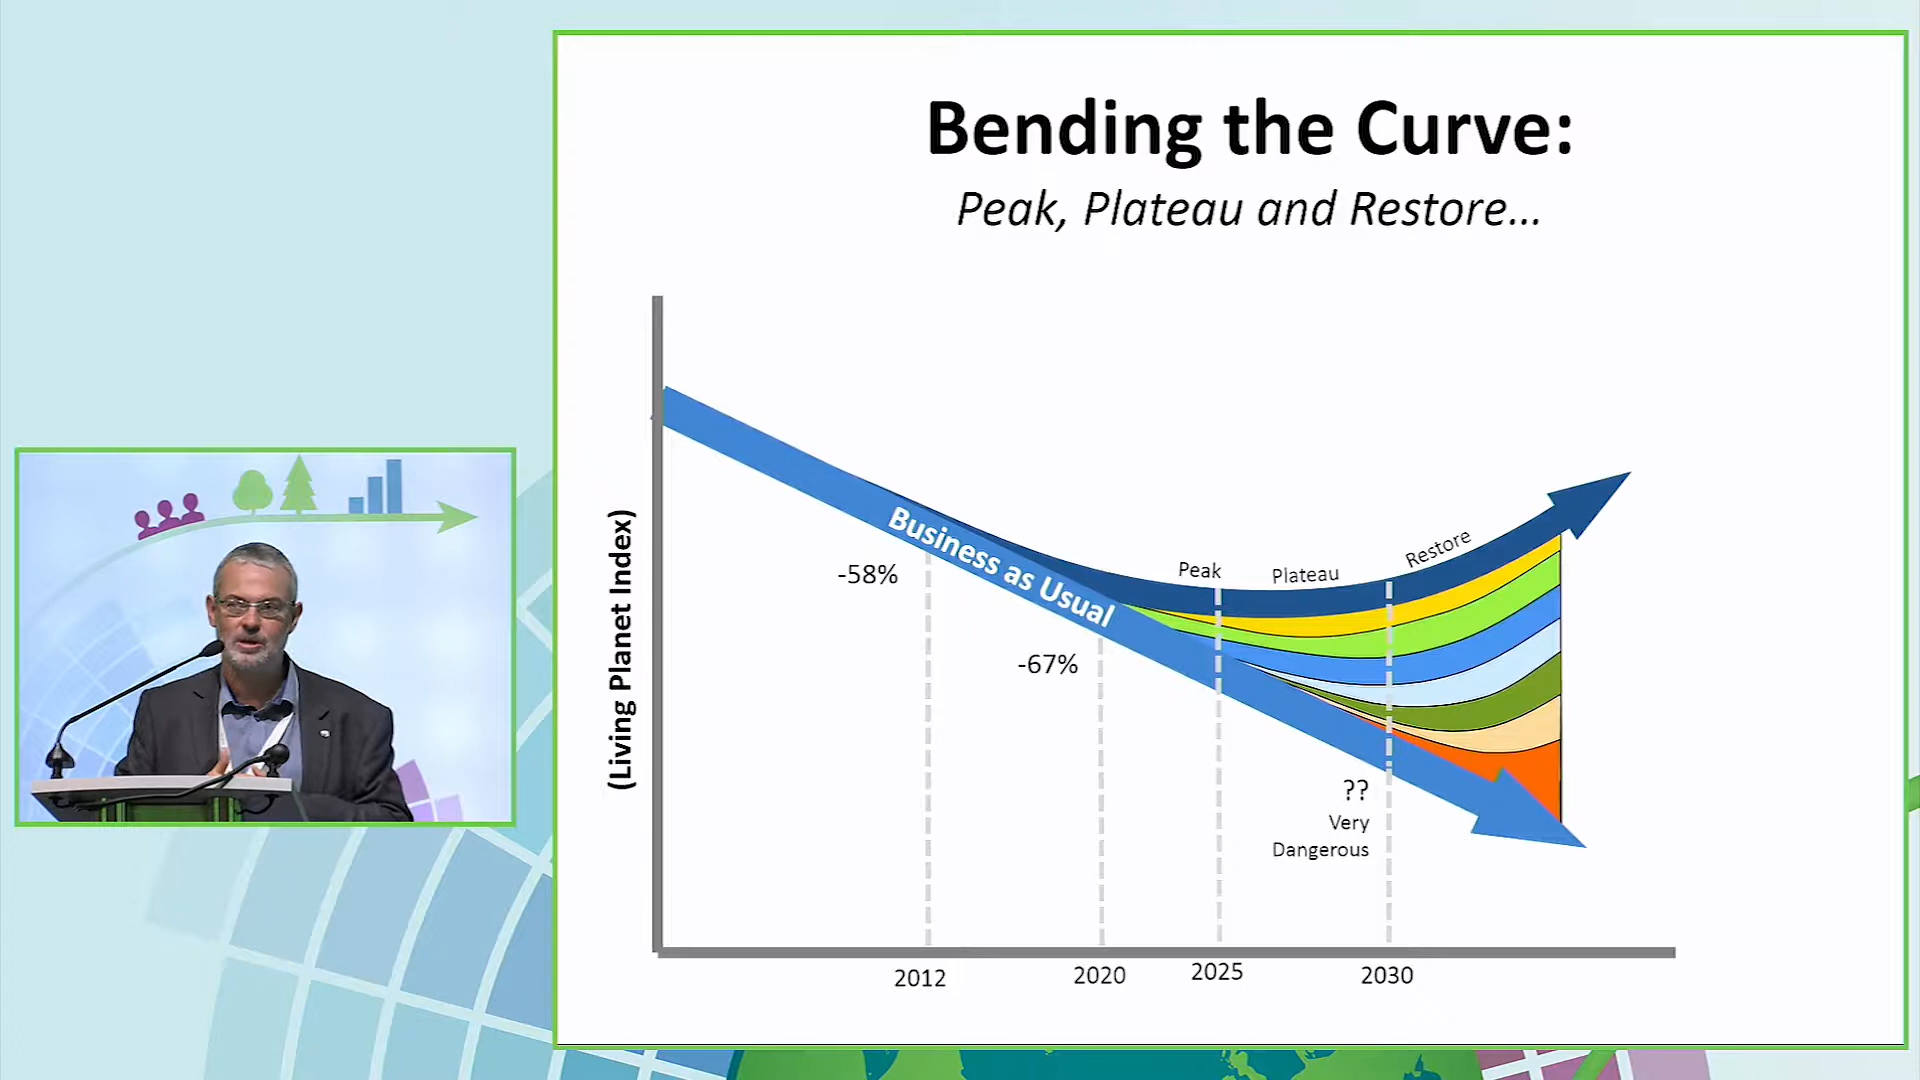 Bending the Curve:
Peak, Plateau and Restore...
(Living Planet Index)
Business as Usual
-58%
-67%
Peak
Plateau
Restore
??
Very
Dangerous
2012
2020
2025
2030